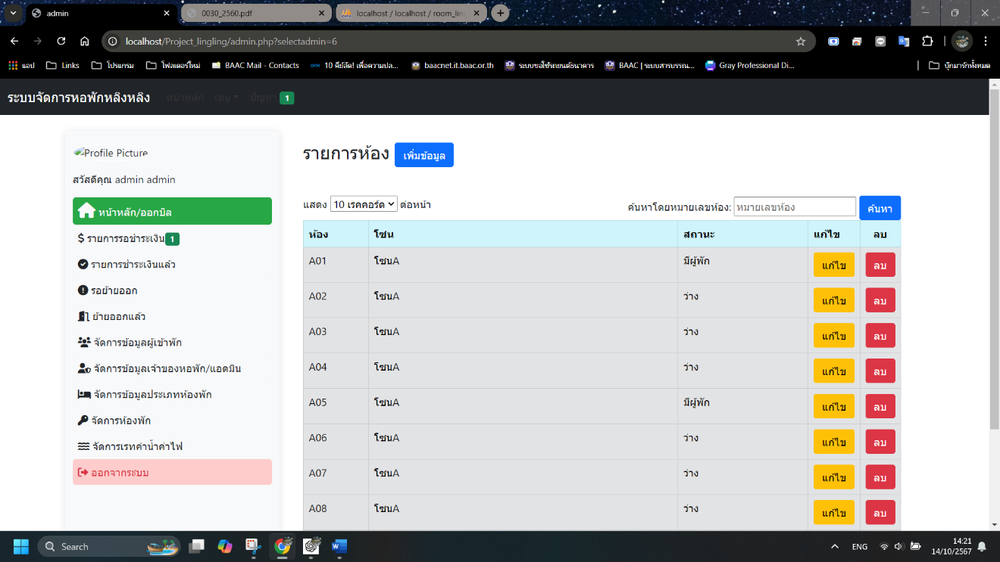 admin
0030_2560.pdf
localhost / localhost / room_lin
localhost/Project_lingling/admin.php?selectadmin=6
แอป
Links
โปรแกรม
โฟลเดอร์ใหม่
BAAC Mail - Contacts
OFM
10 คีย์ลัด! เพื่อความปล...
baacnet.it.baac.or.th
ระบบขอใช้รถยนต์ธนาคาร
BAAC | ระบบสารบรรณ...
Gray Professional Di...
บุ๊กมาร์กทั้งหมด
ระบบจัดการหอพักหลิงหลิง
หน้าหลัก
เมนู
ปัญหา
1
Profile Picture
สวัสดีคุณ admin admin
หน้าหลัก/ออกบิล
รายการรอชำระเงิน 1
รายการชำระเงินแล้ว
รอย้ายออก
ย้ายออกแล้ว
จัดการข้อมูลผู้เข้าพัก
จัดการข้อมูลเจ้าของหอพัก/แอดมิน
จัดการข้อมูลประเภทห้องพัก
จัดการห้องพัก
จัดการเรทค่าน้ำค่าไฟ
ออกจากระบบ
รายการห้อง เพิ่มข้อมูล
แสดง 10 เรคคอร์ด ต่อหน้า
ค้นหาโดยหมายเลขห้อง: หมายเลขห้อง ค้นหา
ห้อง โซน สถานะ แก้ไข ลบ
A01 โซนA มีผู้พัก แก้ไข ลบ
A02 โซนA ว่าง แก้ไข ลบ
A03 โซนA ว่าง แก้ไข ลบ
A04 โซนA ว่าง แก้ไข ลบ
A05 โซนA มีผู้พัก แก้ไข ลบ
A06 โซนA ว่าง แก้ไข ลบ
A07 โซนA ว่าง แก้ไข ลบ
A08 โซนA ว่าง แก้ไข ลบ
Search
ENG
14:21
14/10/2567